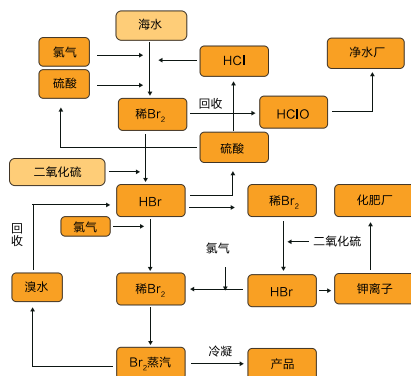 海水
氯气
HCl
净水厂
硫酸
稀Br₂
回收
HClO
硫酸
二氧化硫
HBr
稀Br₂
化肥厂
回收
氯气
氯气
二氧化硫
溴水
稀Br₂
HBr
钾离子
Br₂蒸汽
冷凝
产品